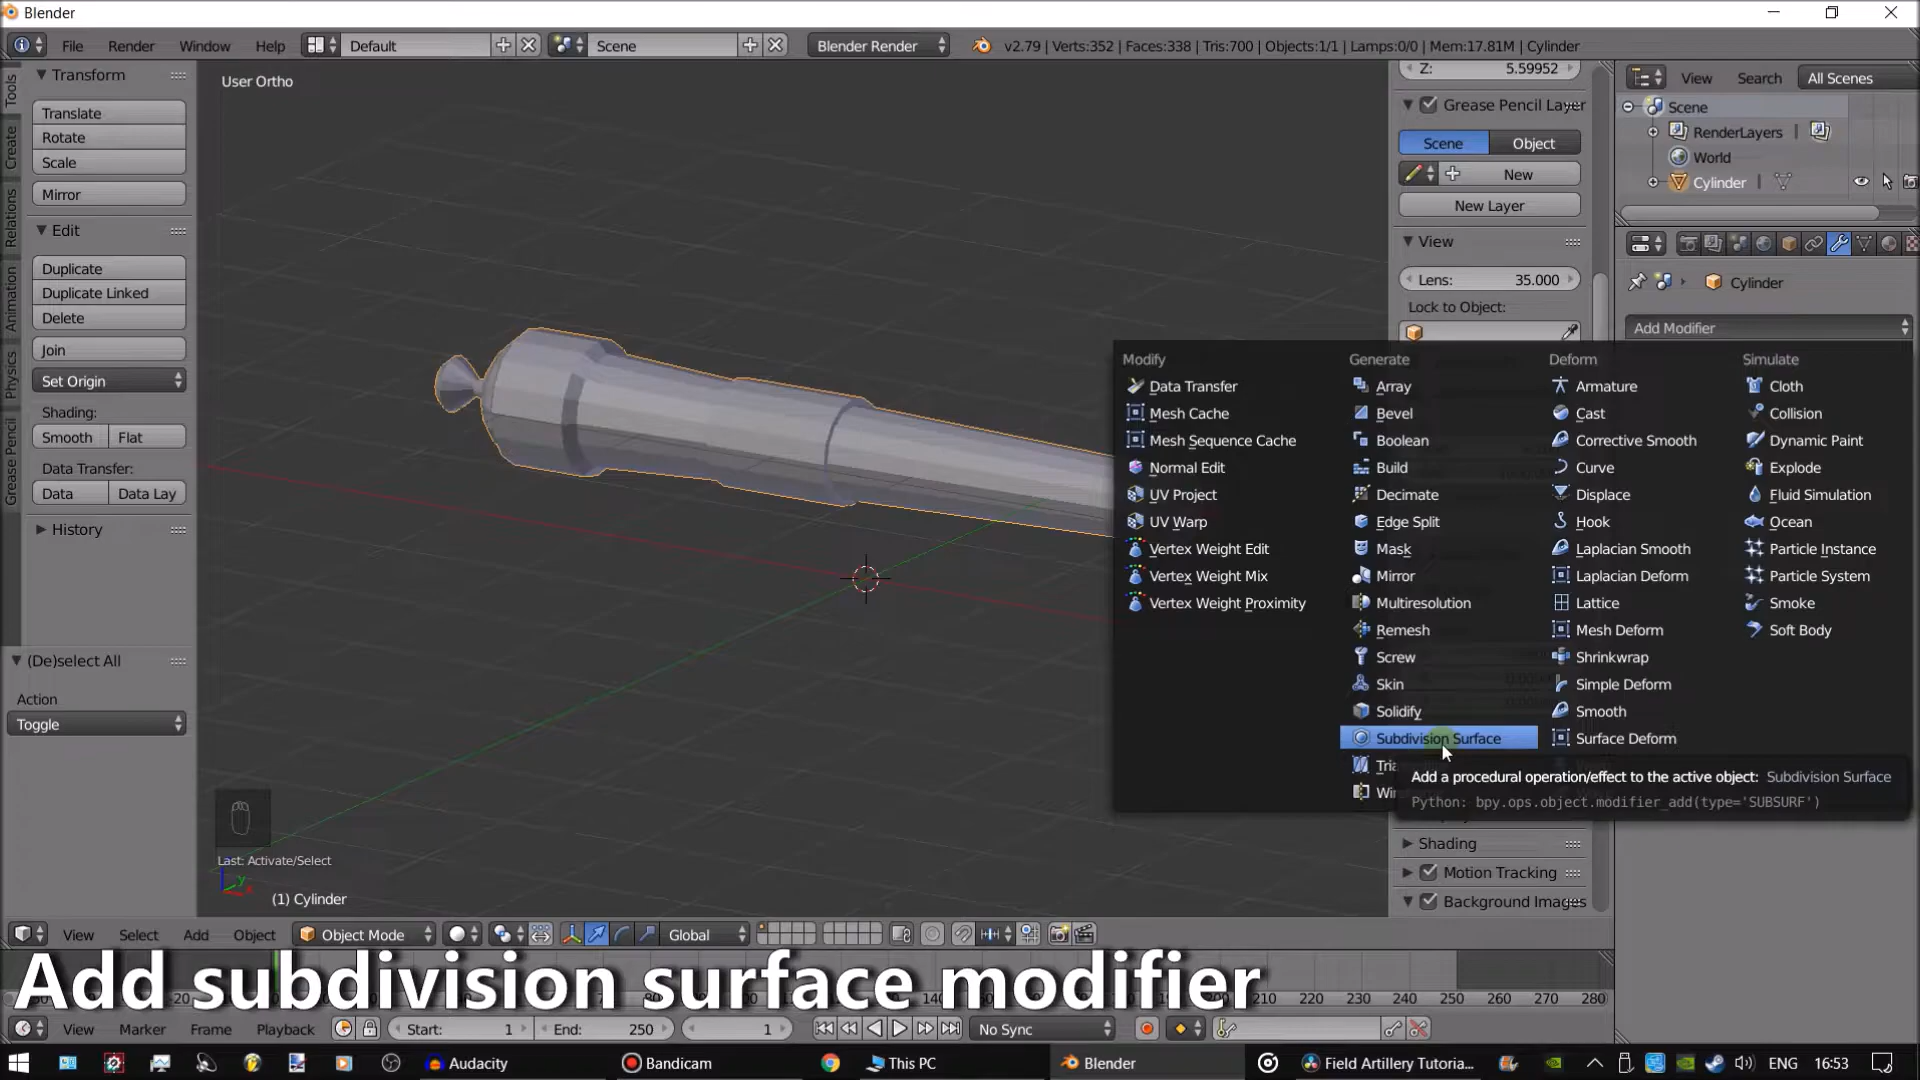 Blender
File Render Window Help Default Scene Blender Render v2.79 | Verts:352 | Faces:338 | Tris:700 | Objects:1/1 | Lamps:0/0 | Mem:17.81M | Cylinder
Tools
Create
Relations
Animation
Physics
Grease Pencil
Transform
Translate
Rotate
Scale
Mirror
Edit
Duplicate
Duplicate Linked
Delete
Join
Set Origin
Shading:
Smooth Flat
Data Transfer:
Data Data Lay
History
(De)select All
Action
Toggle
User Ortho
Last: Activate/Select
(1) Cylinder
Z: 5.59952
Grease Pencil Layer
Scene Object
New
New Layer
View
Lens: 35.000
Lock to Object:
View Search All Scenes
Scene
RenderLayers
World
Cylinder
Cylinder
Add Modifier
Modify
Data Transfer
Mesh Cache
Mesh Sequence Cache
Normal Edit
UV Project
UV Warp
Vertex Weight Edit
Vertex Weight Mix
Vertex Weight Proximity
Generate
Array
Bevel
Boolean
Build
Decimate
Edge Split
Mask
Mirror
Multiresolution
Remesh
Screw
Skin
Solidify
Subdivision Surface
Deform
Armature
Cast
Corrective Smooth
Curve
Displace
Hook
Laplacian Smooth
Laplacian Deform
Lattice
Mesh Deform
Shrinkwrap
Simple Deform
Smooth
Surface Deform
Simulate
Cloth
Collision
Dynamic Paint
Explode
Fluid Simulation
Ocean
Particle Instance
Particle System
Smoke
Soft Body
Add a procedural operation/effect to the active object: Subdivision Surface
Python: bpy.ops.object.modifier_add(type='SUBSURF')
Shading
Motion Tracking
Background Images
View Select Add Object Object Mode Global
Add subdivision surface modifier
-20 220 230 240 250 260 270 280
View Marker Frame Playback Start: 1 End: 250 1 No Sync
Audacity Bandicam This PC Blender Field Artillery Tutoria... ENG 16:53